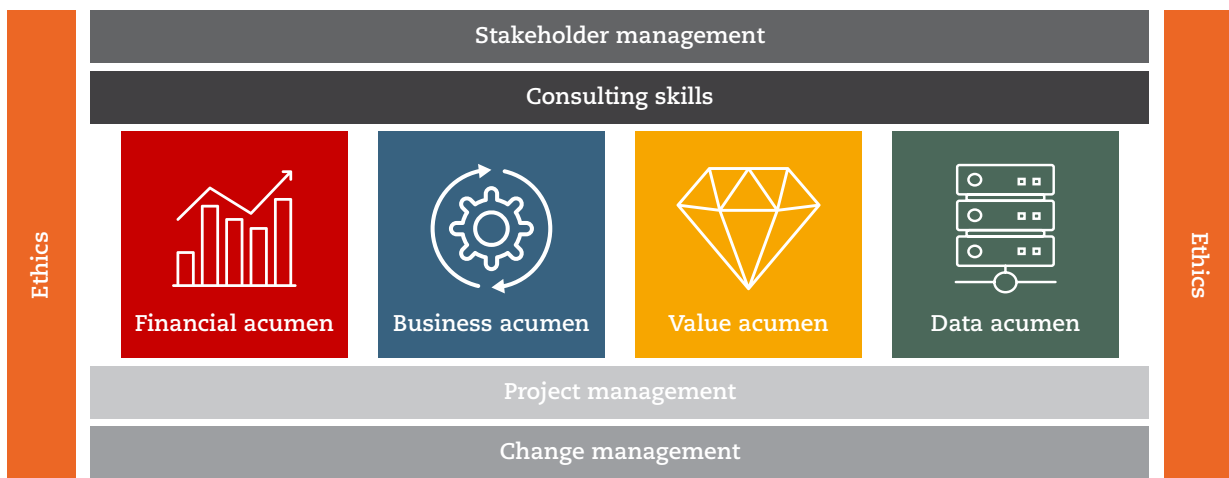 Ethics
Stakeholder management
Consulting skills
Financial acumen
Business acumen
Value acumen
Data acumen
Project management
Change management
Ethics